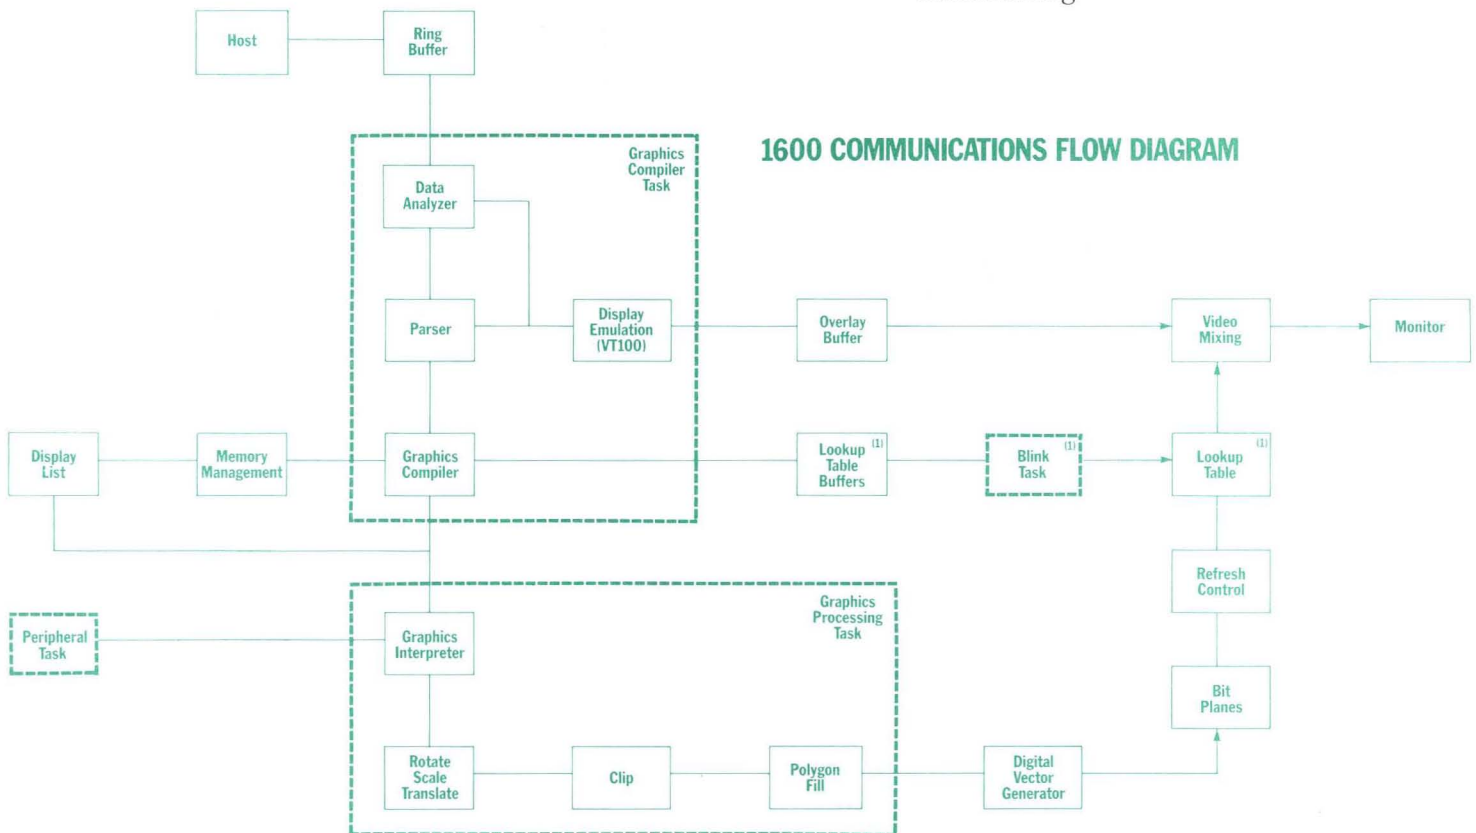 Host
Ring
Buffer
1600 COMMUNICATIONS FLOW DIAGRAM
Graphics
Compiler
Task
Data
Analyzer
Parser
Display
Emulation
(VT100)
Overlay
Buffer
Video
Mixing
Monitor
Display
List
Memory
Management
Graphics
Compiler
Lookup (1)
Table
Buffers
Blink (1)
Task
Lookup (1)
Table
Refresh
Control
Graphics
Processing
Task
Peripheral
Task
Graphics
Interpreter
Bit
Planes
Rotate
Scale
Translate
Clip
Polygon
Fill
Digital
Vector
Generator